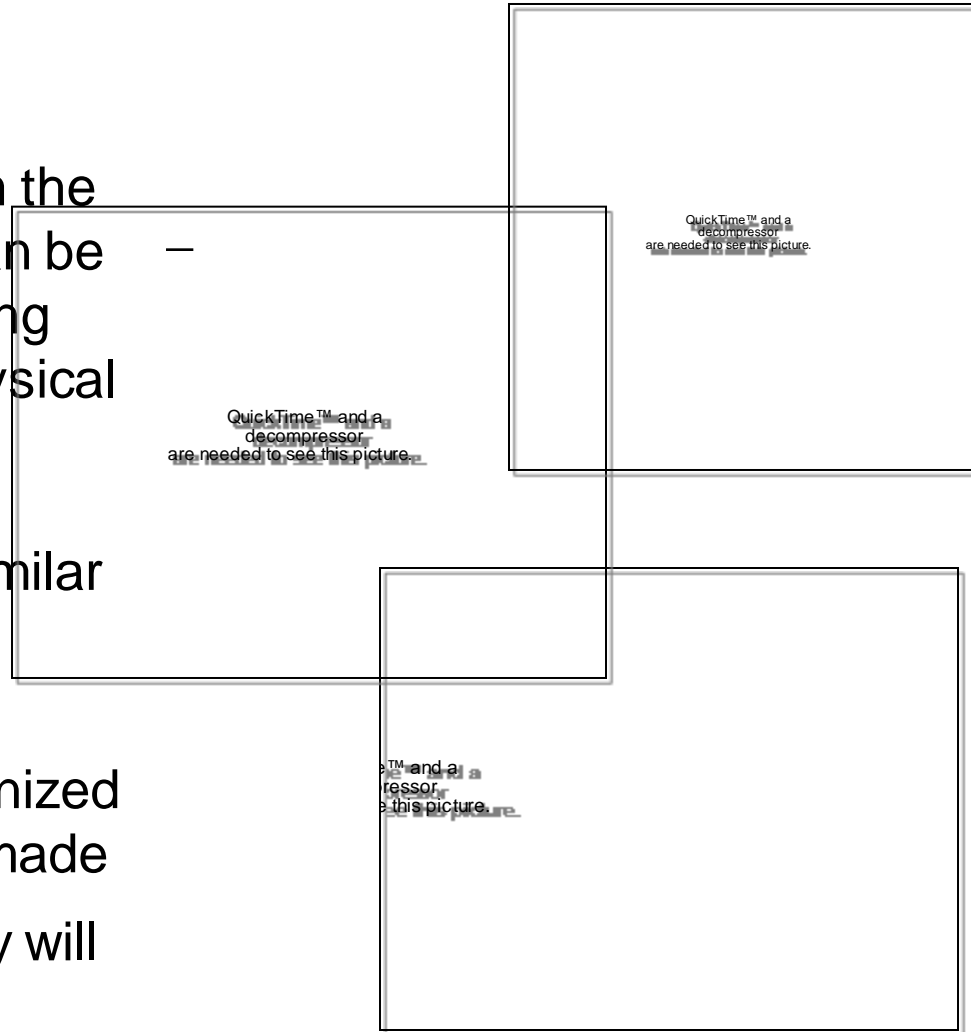 the
n be
–
ng
ysical
milar
nized
made
y will
QuickTime™ and a
decompressor
are needed to see this picture.
QuickTime™ and a
decompressor
are needed to see this picture.
e™ and a
ressor
e this picture.